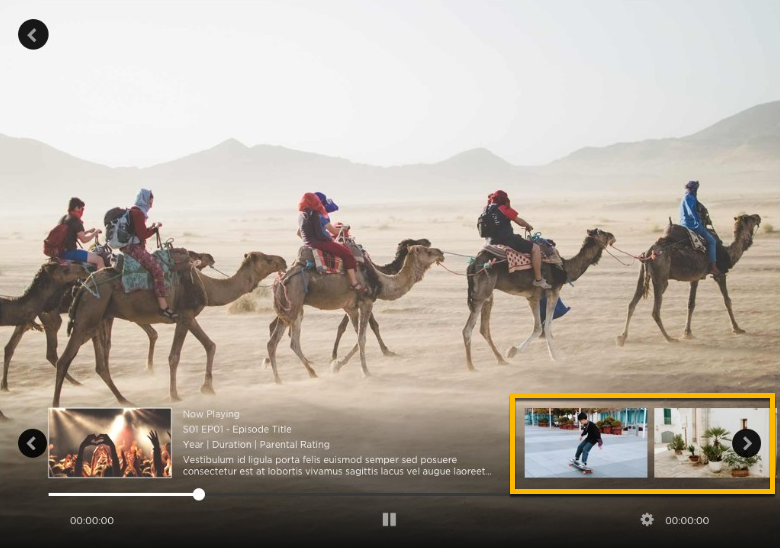 Now Playing
S01 EP01 - Episode Title
Year | Duration | Parental Rating
Vestibulum id ligula porta felis euismod semper sed posuere
consectetur est at lobortis vivamus sagittis lacus vel augue laoreet...
00:00:00
00:00:00